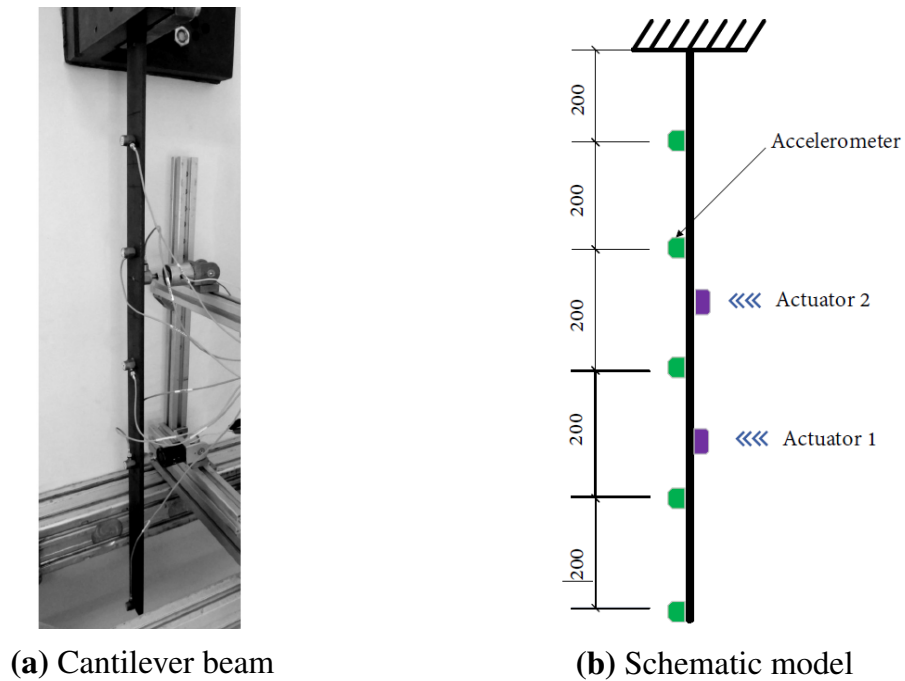 200
200
200
200
200
Accelerometer
Actuator 2
Actuator 1
(a) Cantilever beam
(b) Schematic model